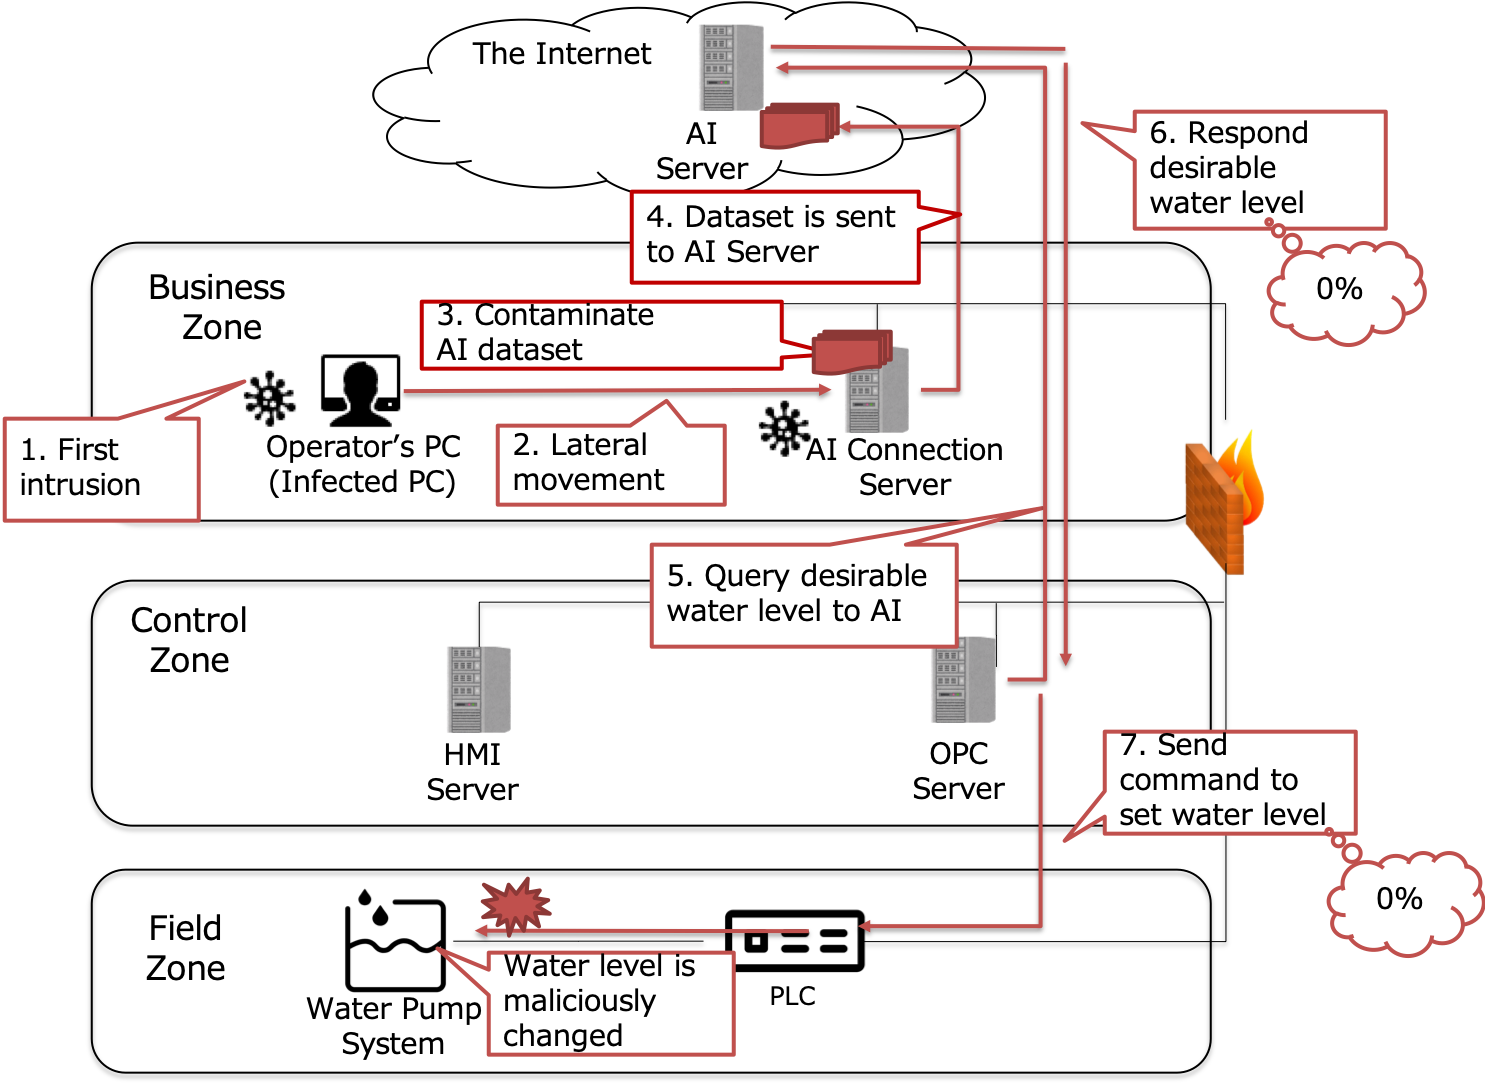 The Internet
AI
Server
6. Respond
desirable
water level
0%
4. Dataset is sent
to AI Server
Business
Zone
3. Contaminate
AI dataset
1. First
intrusion
Operator's PC
(Infected PC)
2. Lateral
movement
AI Connection
Server
5. Query desirable
water level to AI
Control
Zone
HMI
Server
OPC
Server
7. Send
command to
set water level
0%
Field
Zone
Water Pump
System
Water level is
maliciously
changed
PLC